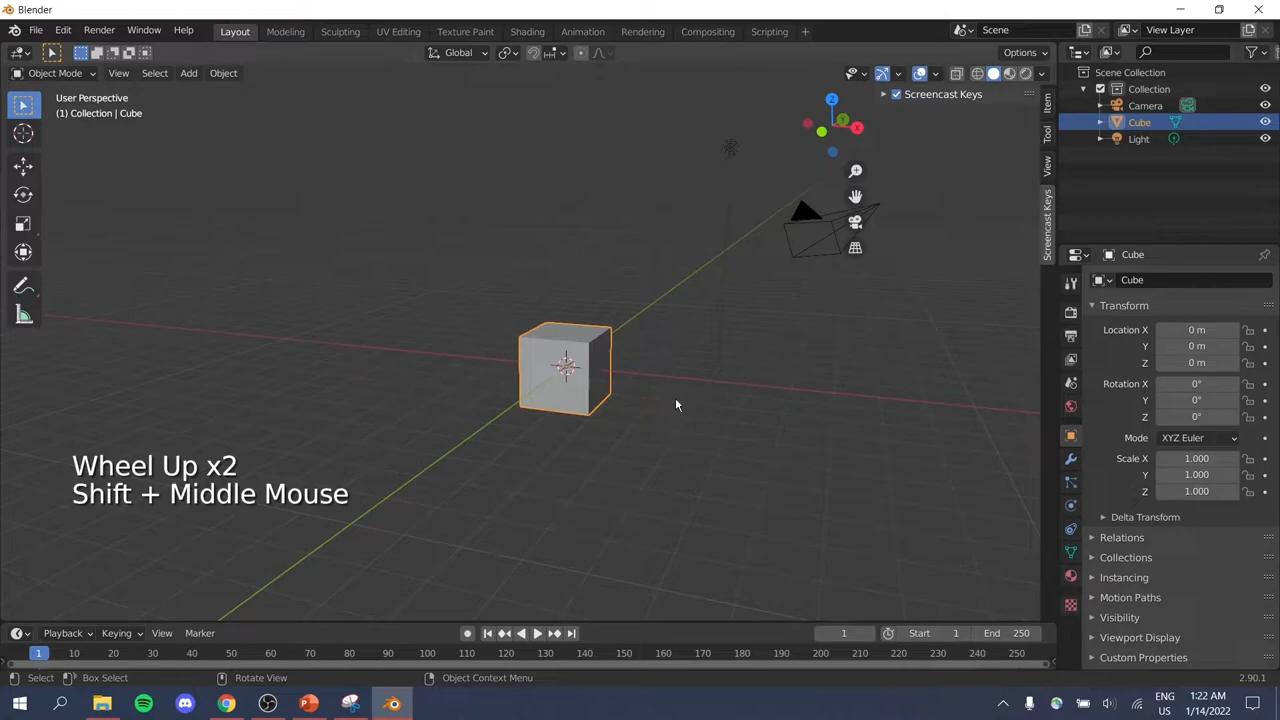 Blender
File Edit Render Window Help
Layout Modeling Sculpting UV Editing Texture Paint Shading Animation Rendering Compositing Scripting +
Scene
View Layer
Global
Options
Object Mode View Select Add Object
User Perspective
(1) Collection | Cube
Screencast Keys
Z
Y
X
Item
Tool
View
Screencast Keys
Scene Collection
Collection
Camera
Cube
Light
Cube
Cube
Transform
Location X 0 m
Y 0 m
Z 0 m
Rotation X 0°
Y 0°
Z 0°
Mode XYZ Euler
Scale X 1.000
Y 1.000
Z 1.000
Delta Transform
Relations
Collections
Instancing
Motion Paths
Visibility
Viewport Display
Custom Properties
Wheel Up x2
Shift + Middle Mouse
Playback Keying View Marker
1 Start 1 End 250
1 10 20 30 40 50 60 70 80 90 100 110 120 130 140 150 160 170 180 190 200 210 220 230 240 250
Select Box Select Rotate View Object Context Menu
2.90.1
ENG
US
1:22 AM
1/14/2022